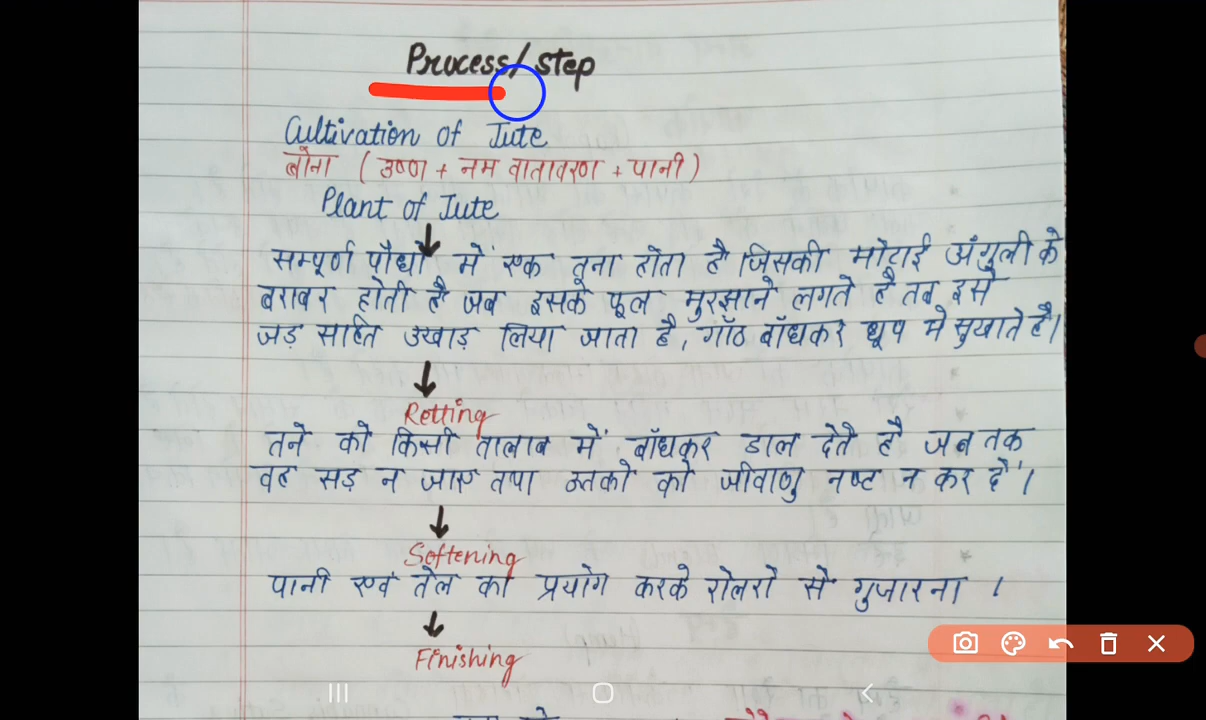 Process/Step
Cultivation of Jute
बोना (उष्ण + नम वातावरण + पानी)
Plant of Jute
सम्पूर्ण पौधो में एक तना होता है जिसकी मोटाई अंगुली के
बराबर होती है जब इसके फूल मुरझाने लगते है तब इसे
जड़ सहित उखाड़ लिया जाता है, गाँठ बाँधकर धूप मे सुखाते है।
Retting
तने को किसी तालाब में बाँधकर डाल देते है जब तक
वह सड़ न जाए तथा ऊतको को जीवाणु नष्ट न कर दें।
Softening
पानी एवं तेल का प्रयोग करके रोलरो से गुजारना ।
Finishing